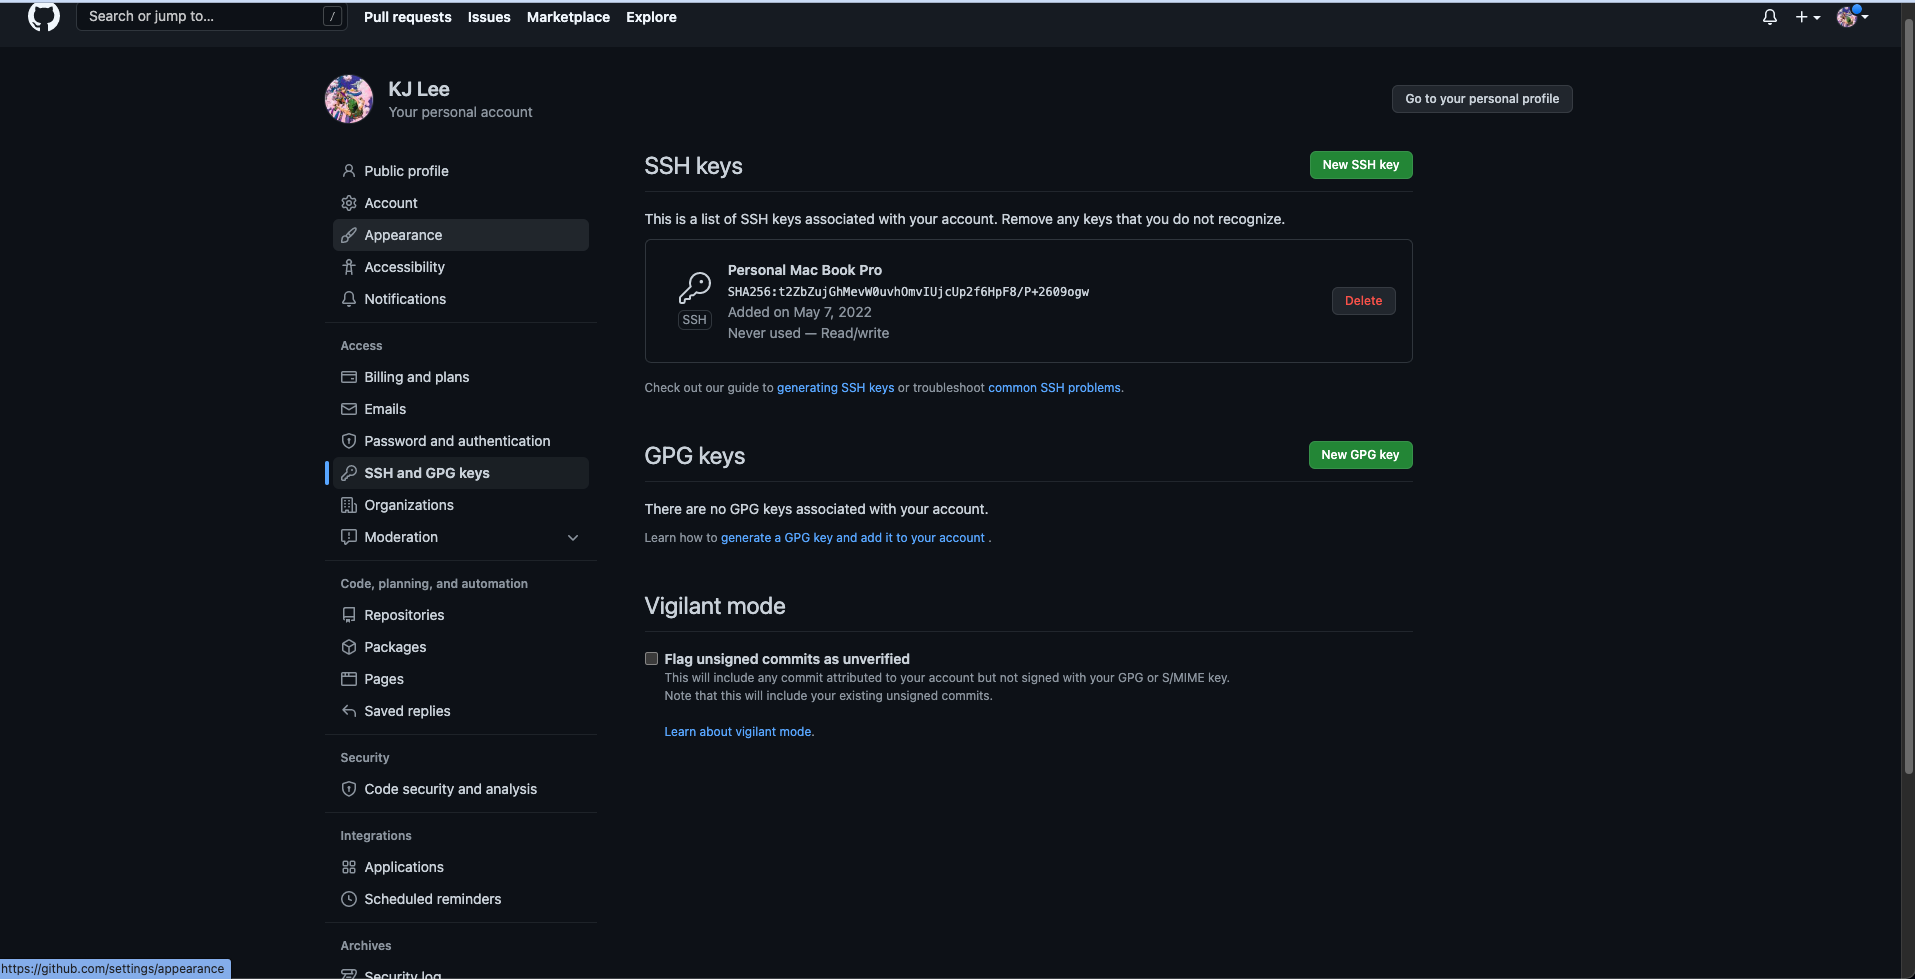 Search or jump to...
/
Pull requests
Issues
Marketplace
Explore
KJ Lee
Your personal account
Go to your personal profile
Public profile
Account
Appearance
Accessibility
Notifications
Access
Billing and plans
Emails
Password and authentication
SSH and GPG keys
Organizations
Moderation
Code, planning, and automation
Repositories
Packages
Pages
Saved replies
Security
Code security and analysis
Integrations
Applications
Scheduled reminders
Archives
Security log
SSH keys
New SSH key
This is a list of SSH keys associated with your account. Remove any keys that you do not recognize.
SSH
Personal Mac Book Pro
SHA256:t2ZbZujGhMevW0uvhOmvIUjcUp2f6HpF8/P+2609ogw
Added on May 7, 2022
Never used — Read/write
Delete
Check out our guide to generating SSH keys or troubleshoot common SSH problems.
GPG keys
New GPG key
There are no GPG keys associated with your account.
Learn how to generate a GPG key and add it to your account .
Vigilant mode
Flag unsigned commits as unverified
This will include any commit attributed to your account but not signed with your GPG or S/MIME key.
Note that this will include your existing unsigned commits.
Learn about vigilant mode.
https://github.com/settings/appearance